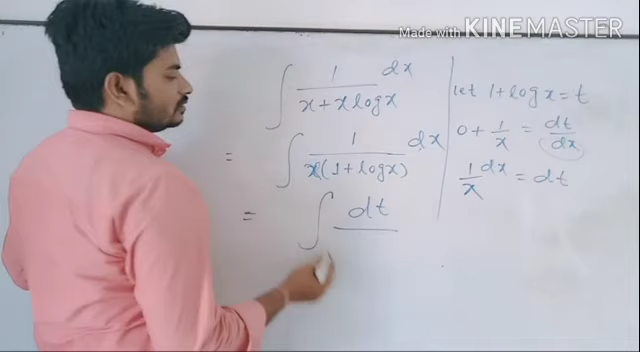 Made with KINEMASTER
∫ 1/(x+x log x) dx
= ∫ 1/(x(1+log x)) dx
= ∫ dt
let 1+log x = t
0 + 1/x = dt/dx
1/x dx = dt